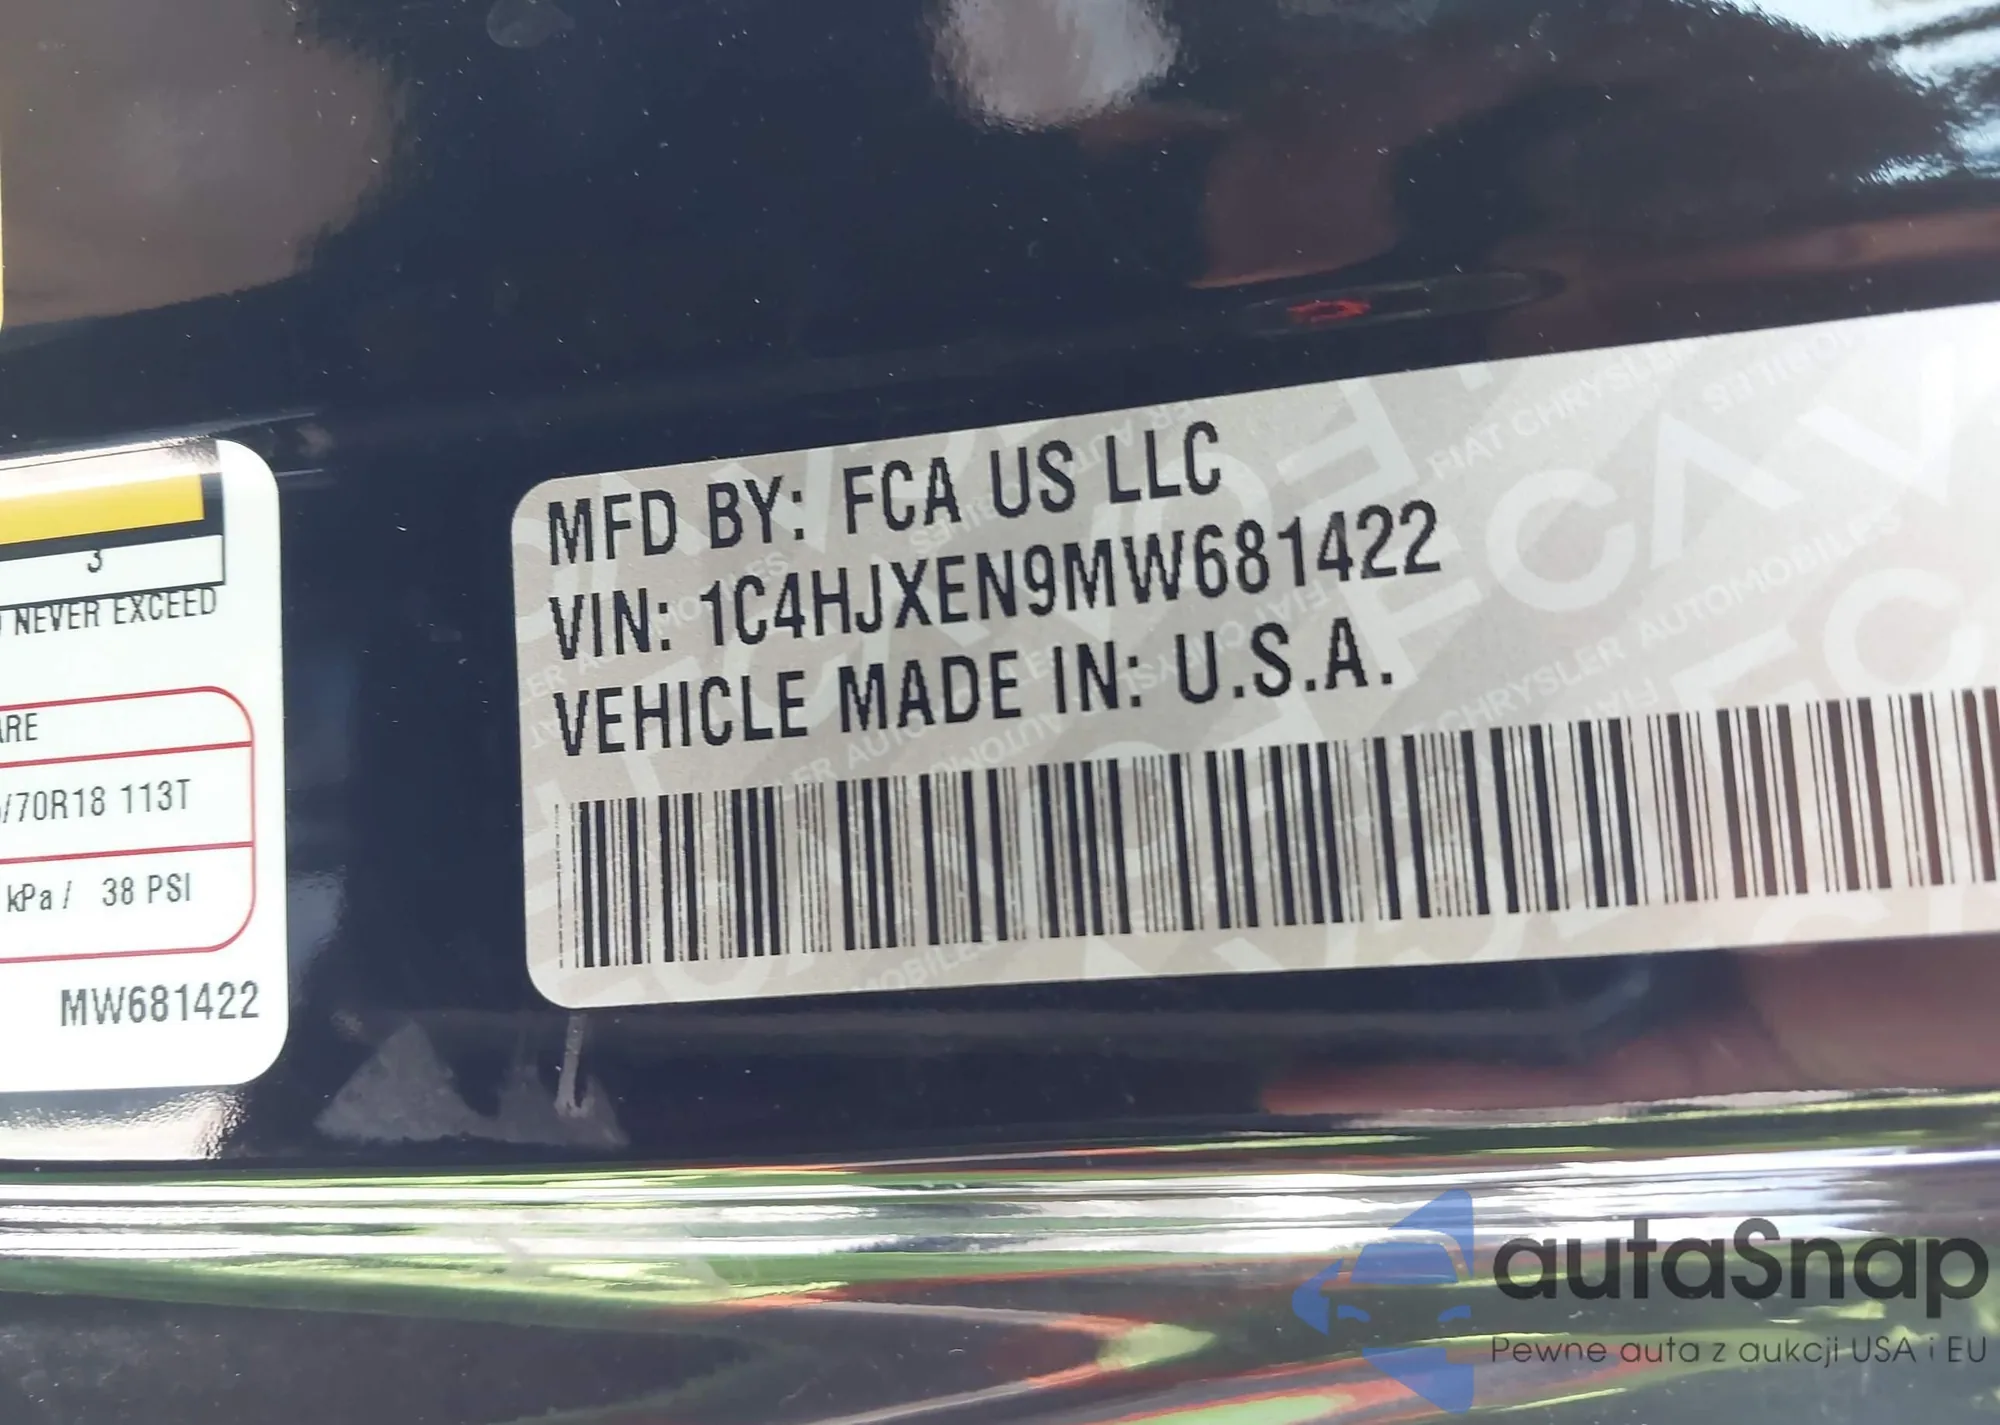 3
NEVER EXCEED
/70R18 113T
kPa / 38 PSI
MW681422
MFD BY: FCA US LLC
VIN: 1C4HJXEN9MW681422
VEHICLE MADE IN: U.S.A.
autaSnap
Pewne auta z aukcji USA i EU